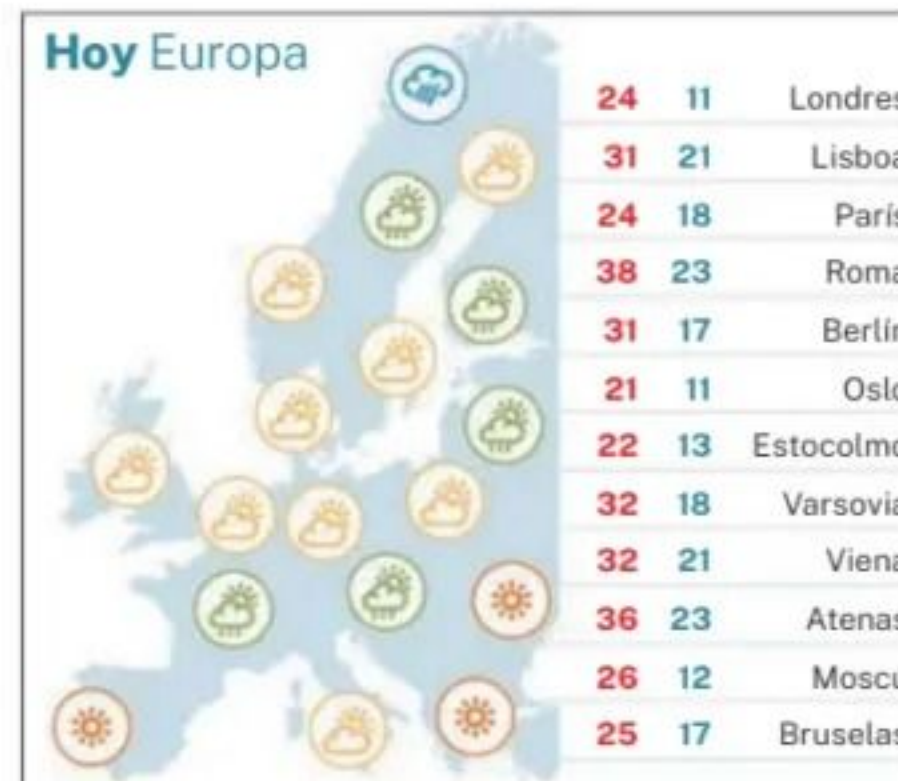 Hoy Europa
24 11 Londres
31 21 Lisboa
24 18 París
38 23 Roma
31 17 Berlín
21 11 Oslo
22 13 Estocolmo
32 18 Varsovia
32 21 Viena
36 23 Atenas
26 12 Moscú
25 17 Bruselas